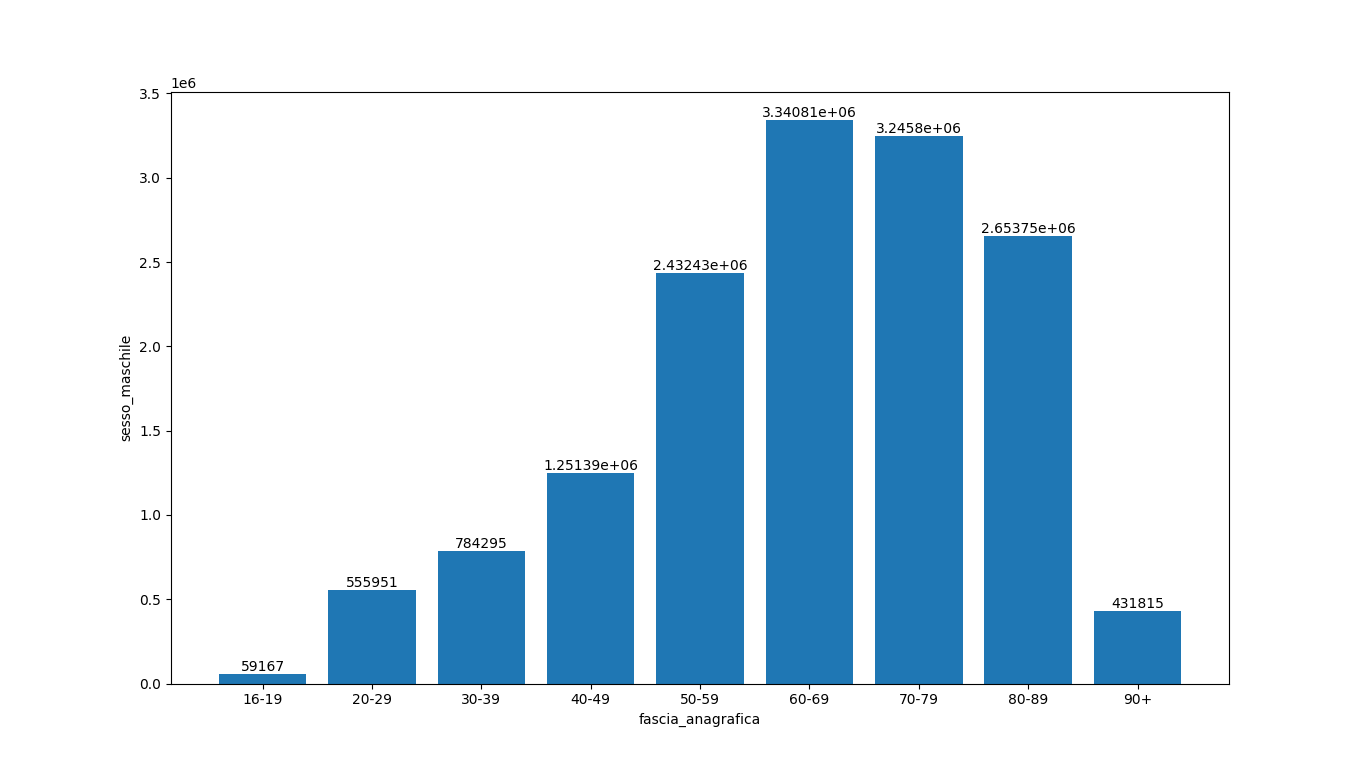 1e6
3.5
3.0
2.5
2.0
1.5
1.0
0.5
0.0
sesso_maschile
59167
555951
784295
1.25139e+06
2.43243e+06
3.34081e+06
3.2458e+06
2.65375e+06
431815
16-19 20-29 30-39 40-49 50-59 60-69 70-79 80-89 90+
fascia_anagrafica